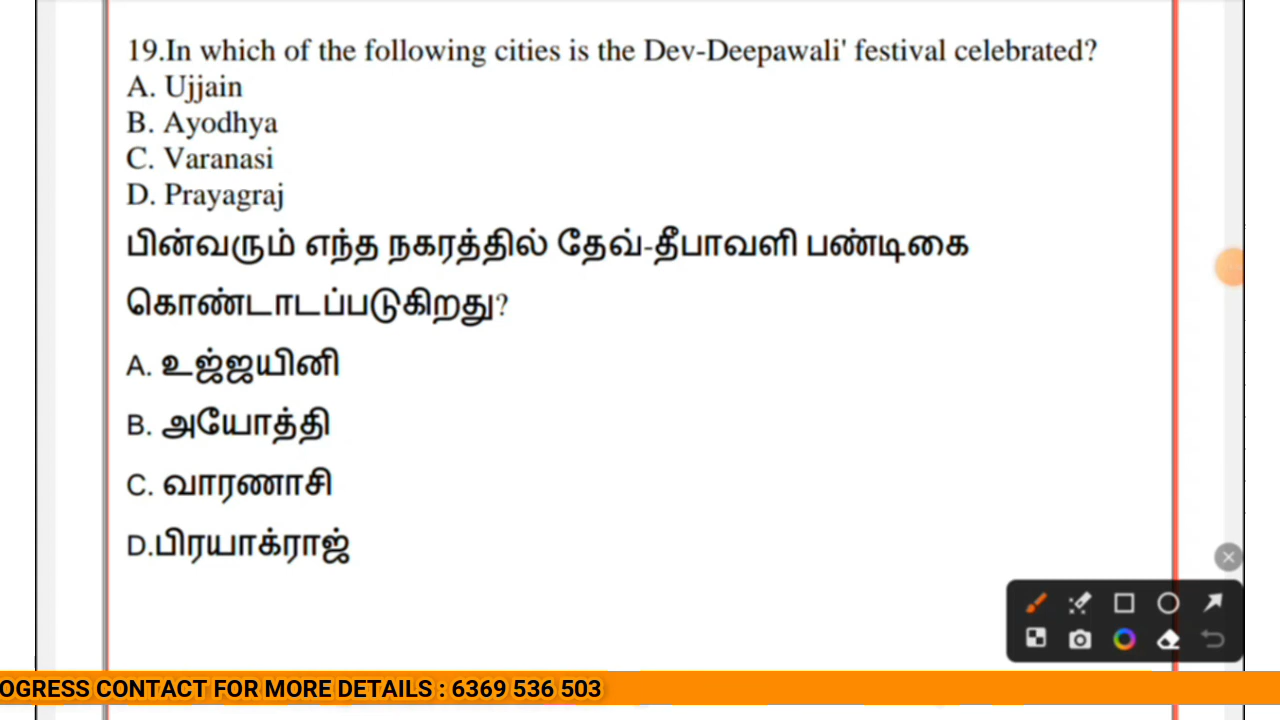 19.In which of the following cities is the Dev-Deepawali' festival celebrated?
A. Ujjain
B. Ayodhya
C. Varanasi
D. Prayagraj
பின்வரும் எந்த நகரத்தில் தேவ்-தீபாவளி பண்டிகை
கொண்டாடப்படுகிறது?
A. உஜ்ஜயினி
B. அயோத்தி
C. வாரணாசி
D.பிரயாக்ராஜ்
OGRESS CONTACT FOR MORE DETAILS : 6369 536 503